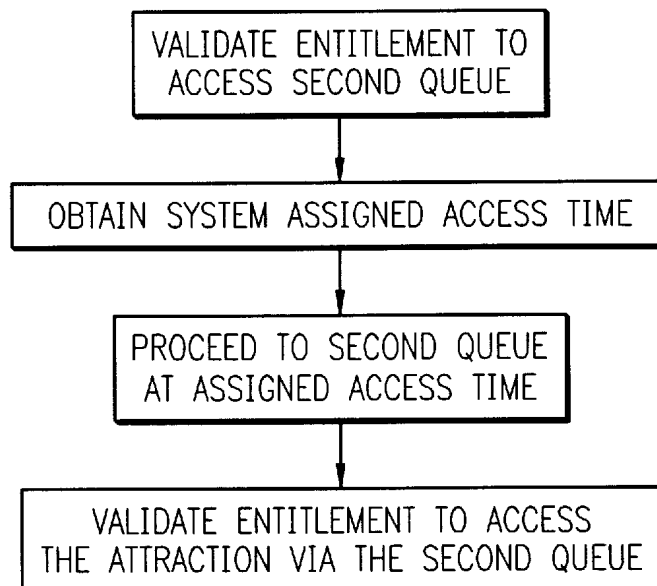 VALIDATE ENTITLEMENT TO
ACCESS SECOND QUEUE
OBTAIN SYSTEM ASSIGNED ACCESS TIME
PROCEED TO SECOND QUEUE
AT ASSIGNED ACCESS TIME
VALIDATE ENTITLEMENT TO ACCESS
THE ATTRACTION VIA THE SECOND QUEUE